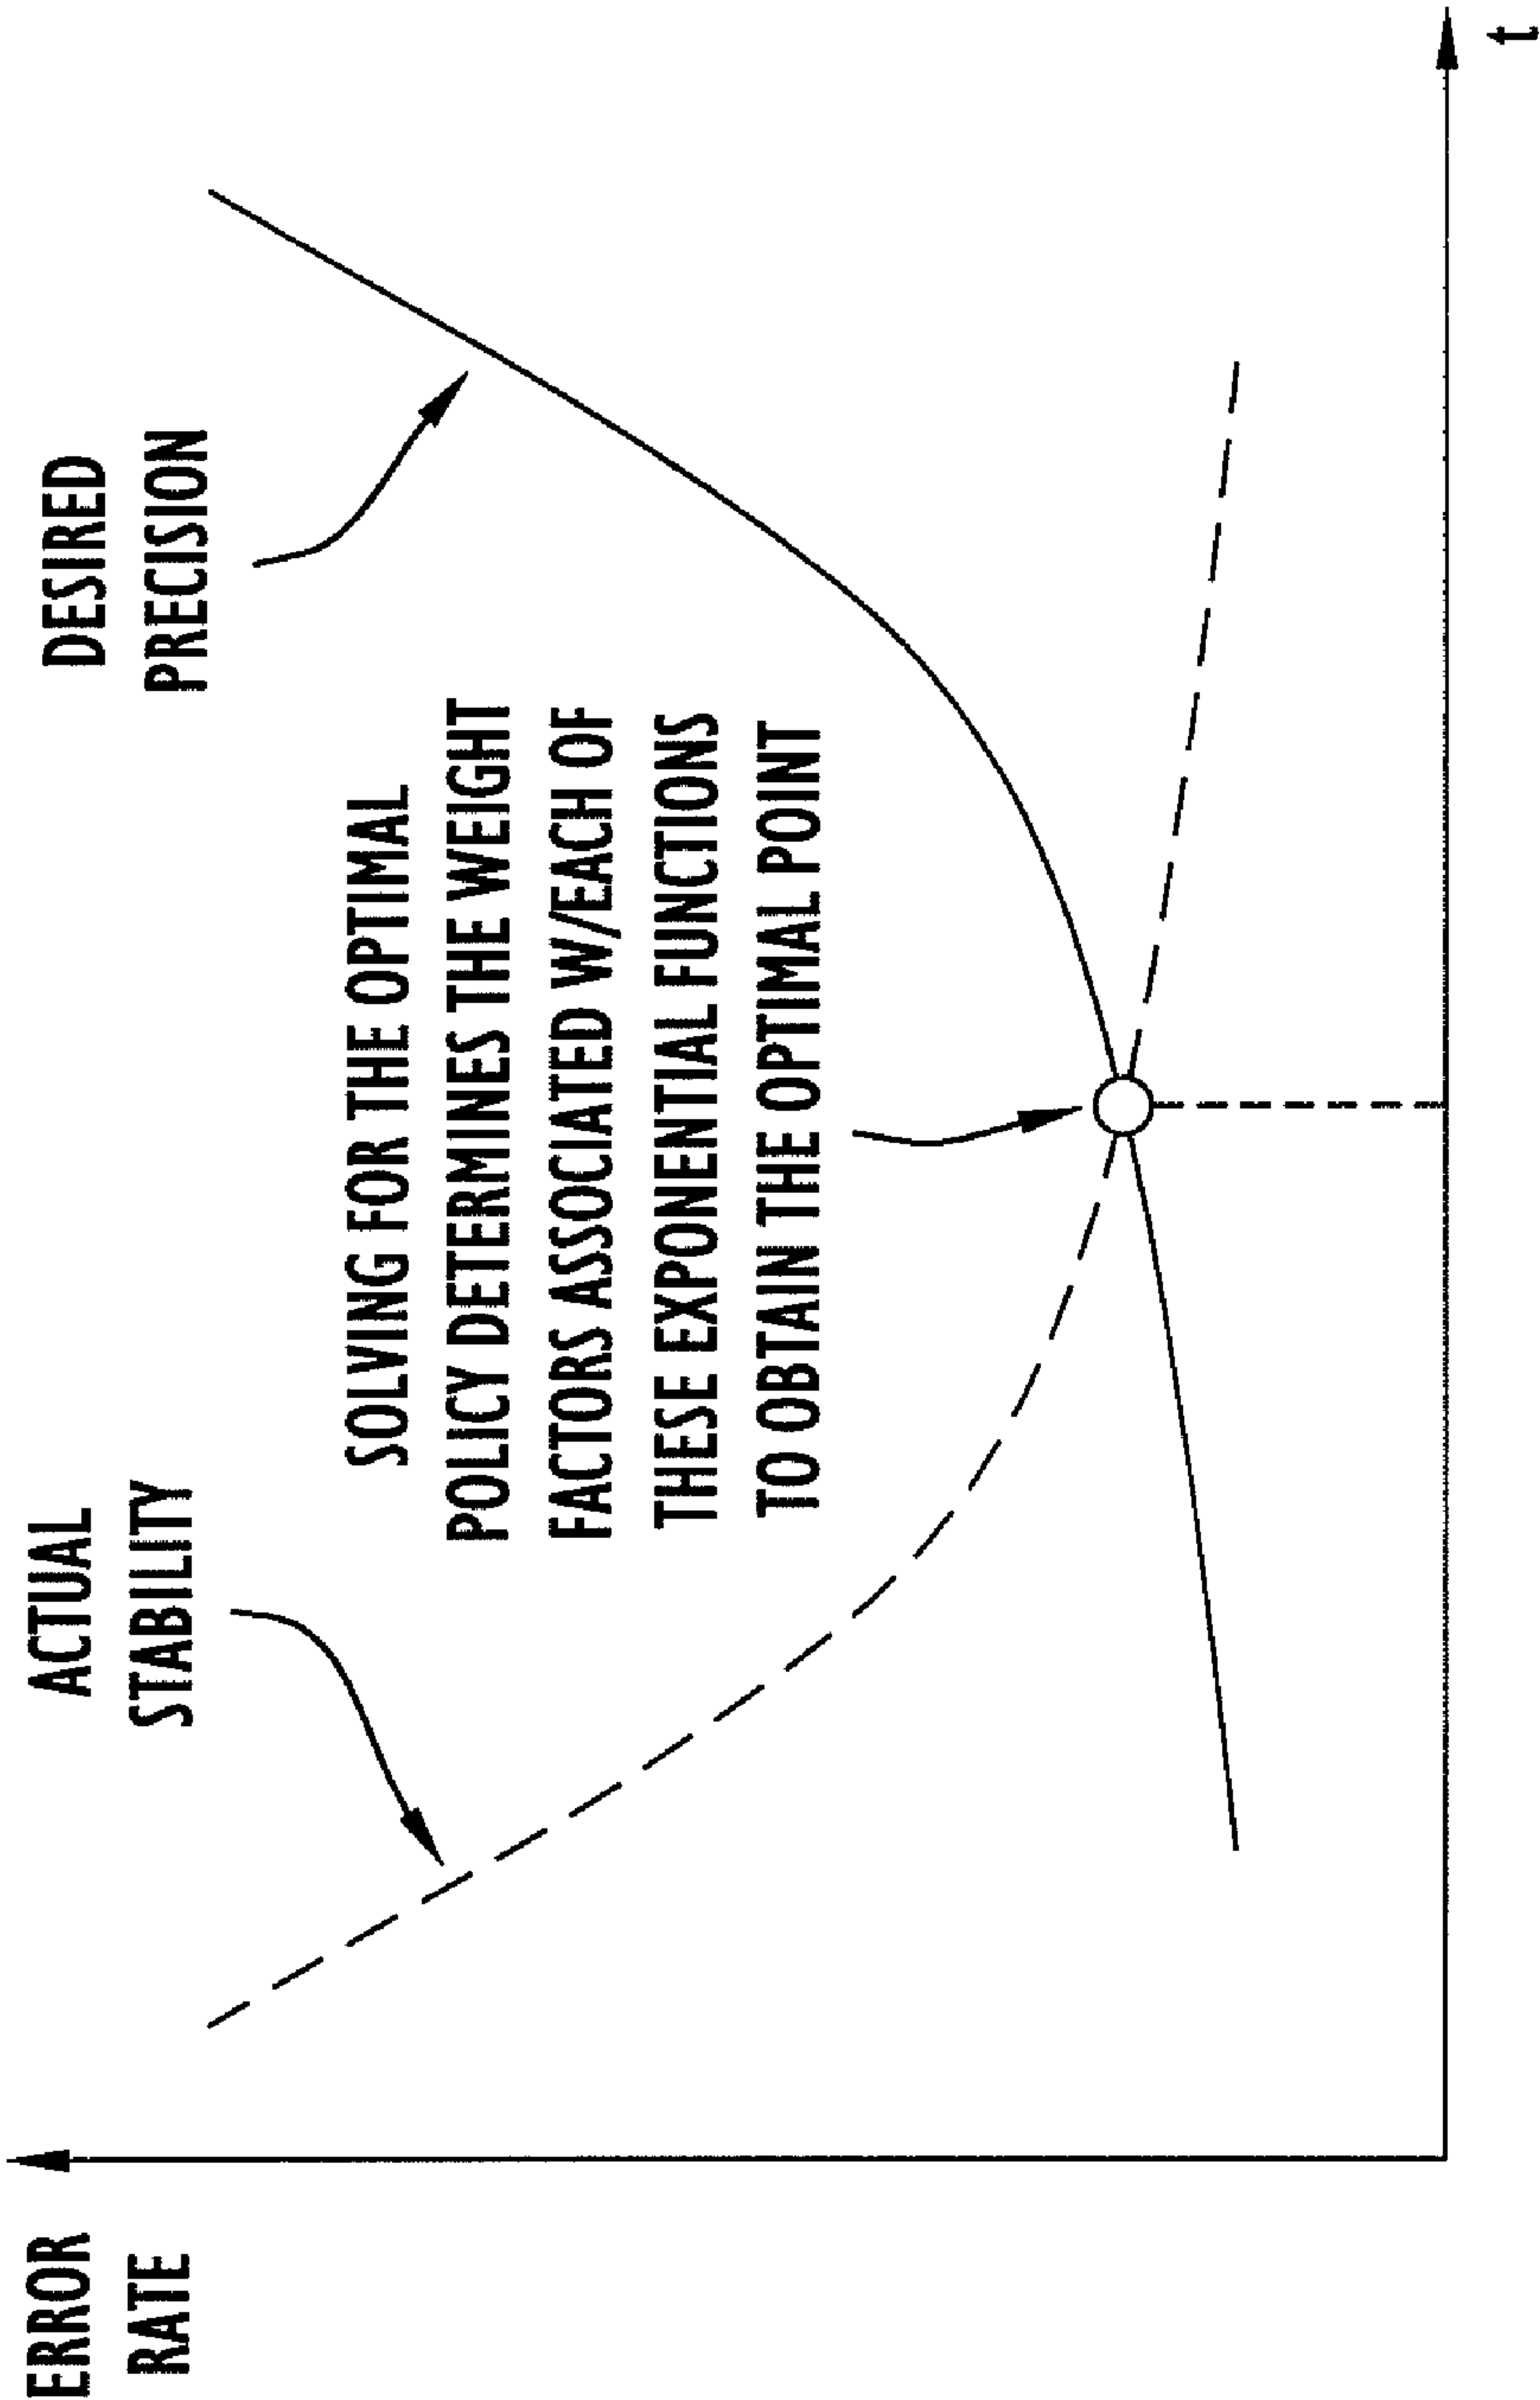 ERROR
RATE
ACTUAL
STABILITY
DESIRED
PRECISION
SOLVING FOR THE OPTIMAL
POLICY DETERMINES THE WEIGHT
FACTORS ASSOCIATED W/EACH OF
THESE EXPONENTIAL FUNCTIONS
TO OBTAIN THE OPTIMAL POINT
t